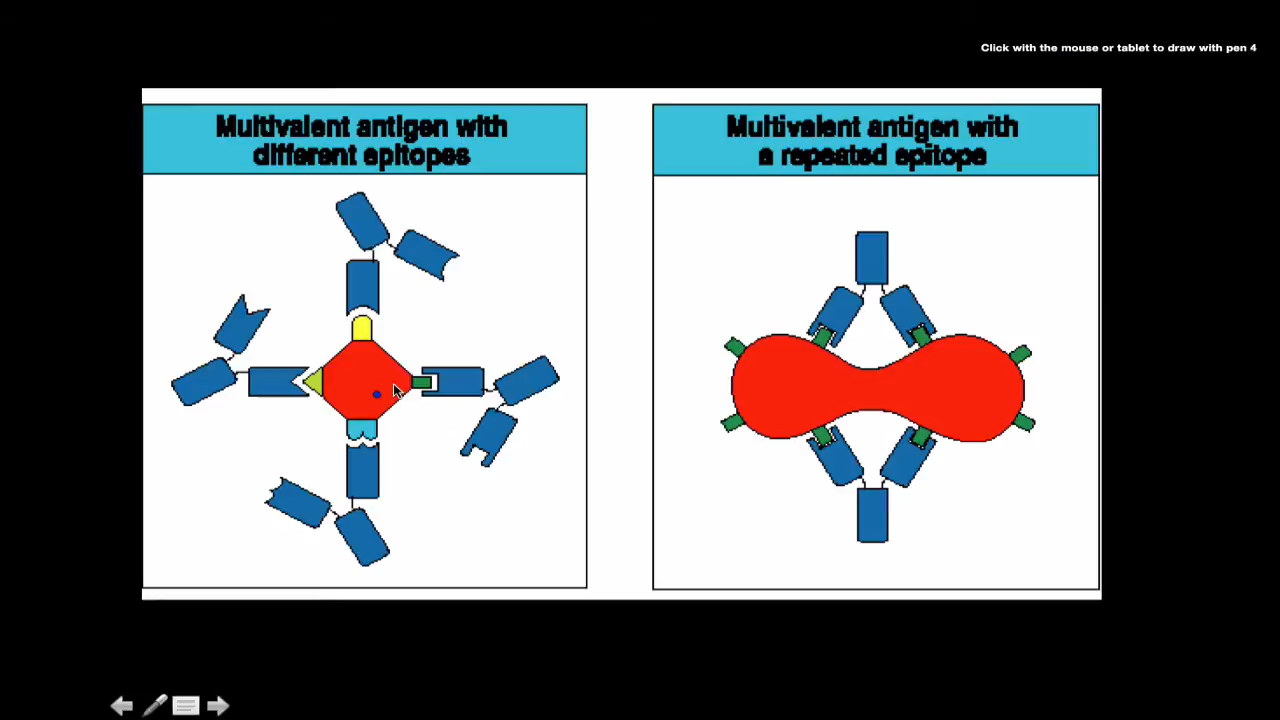 Click with the mouse or tablet to draw with pen 4
Multivalent antigen with
different epitopes
Multivalent antigen with
a repeated epitope